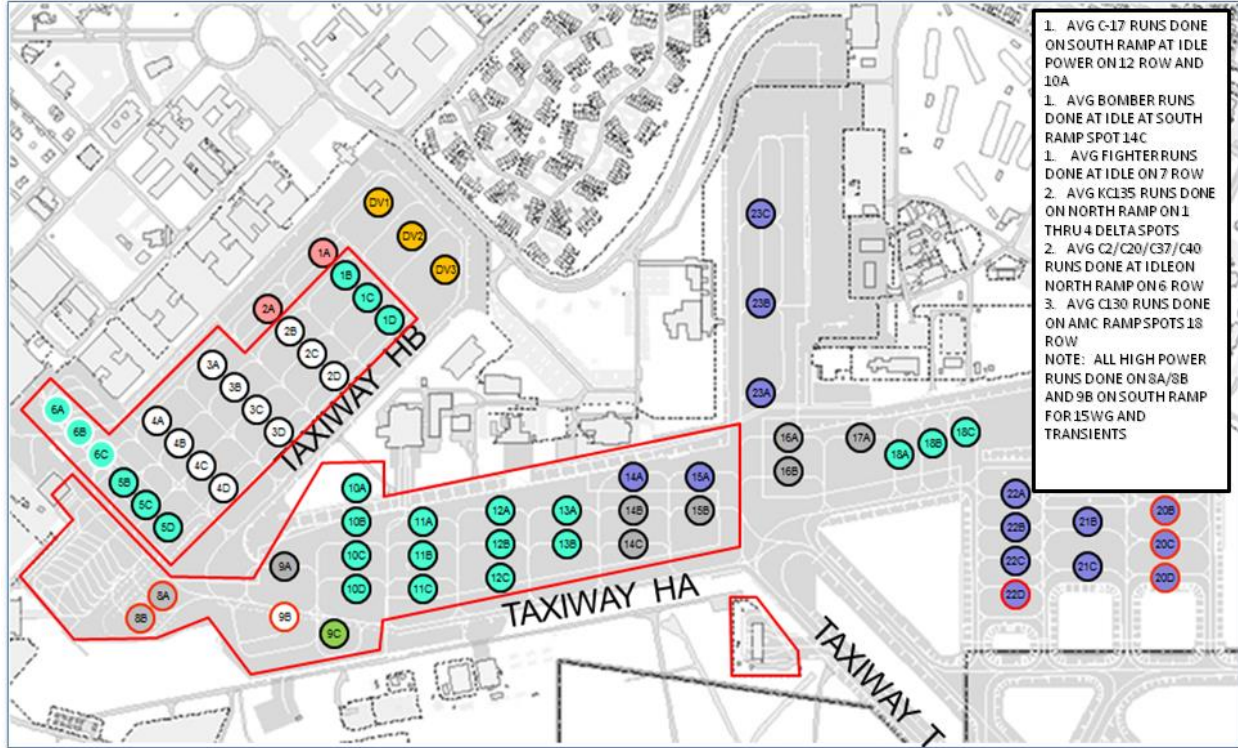 1. AVG C-17 RUNS DONE
ON SOUTH RAMP AT IDLE
POWER ON 12 ROW AND
10A
1. AVG BOMBER RUNS
DONE AT IDLE AT SOUTH
RAMP SPOT 14C
1. AVG FIGHTER RUNS
DONE AT IDLE ON 7 ROW
2. AVG KC135 RUNS DONE
ON NORTH RAMP ON 1
THRU 4 DELTA SPOTS
2. AVG C2/C20/C37/C40
RUNS DONE AT IDLE ON
NORTH RAMP ON 6 ROW
3. AVG C130 RUNS DONE
ON AMC RAMP SPOTS 18
ROW
NOTE: ALL HIGH POWER
RUNS DONE ON 8A/8B
AND 9B ON SOUTH RAMP
FOR 15WG AND
TRANSIENTS
DV1
DV2
DV3
1A
1B
1C
1D
2A
2B
2C
2D
3A
3B
3C
3D
4A
4B
4C
4D
6A
6B
6C
5B
5C
5D
TAXIWAY HB
8A
8B
9A
9B
9C
10A
10B
10C
10D
11A
11B
11C
12A
12B
12C
13A
13B
14A
14B
14C
15A
15B
TAXIWAY HA
23C
23B
23A
16A
16B
17A
18A
18B
18C
22A
22B
22C
22D
21B
21C
20B
20C
20D
TAXIWAY T